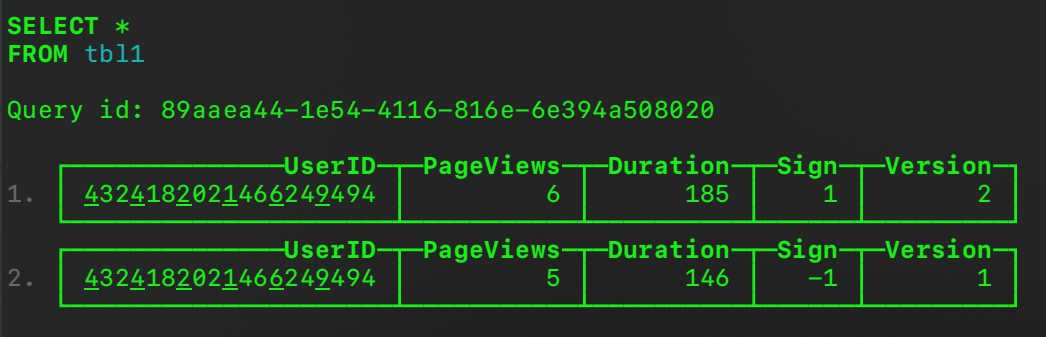 SELECT *
FROM tbl1
Query id: 89aaea44-1e54-4116-816e-6e394a508020
UserID PageViews Duration Sign Version
1. 4324182021466249494 6 185 1 2
UserID PageViews Duration Sign Version
2. 4324182021466249494 5 146 -1 1